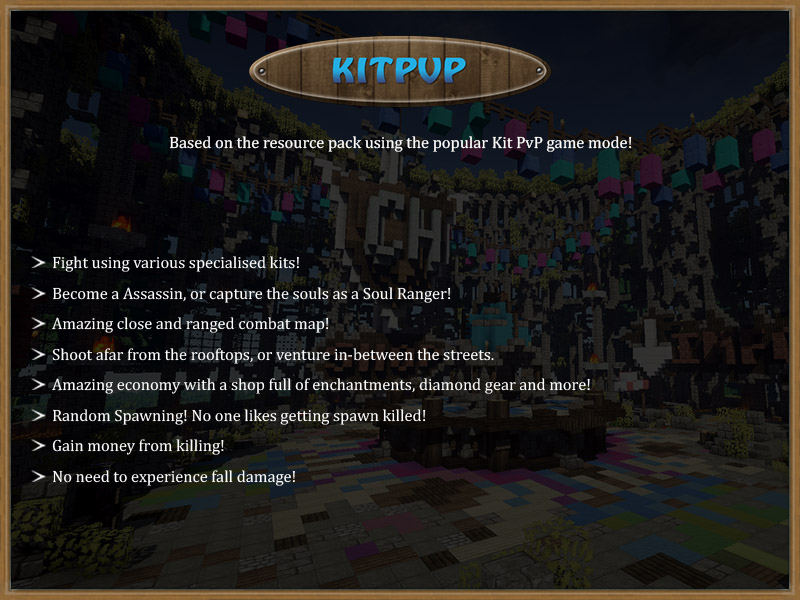 KITPVP
Based on the resource pack using the popular Kit PvP game mode!
Fight using various specialised kits!
Become a Assassin, or capture the souls as a Soul Ranger!
Amazing close and ranged combat map!
Shoot afar from the rooftops, or venture in-between the streets.
Amazing economy with a shop full of enchantments, diamond gear and more!
Random Spawning! No one likes getting spawn killed!
Gain money from killing!
No need to experience fall damage!